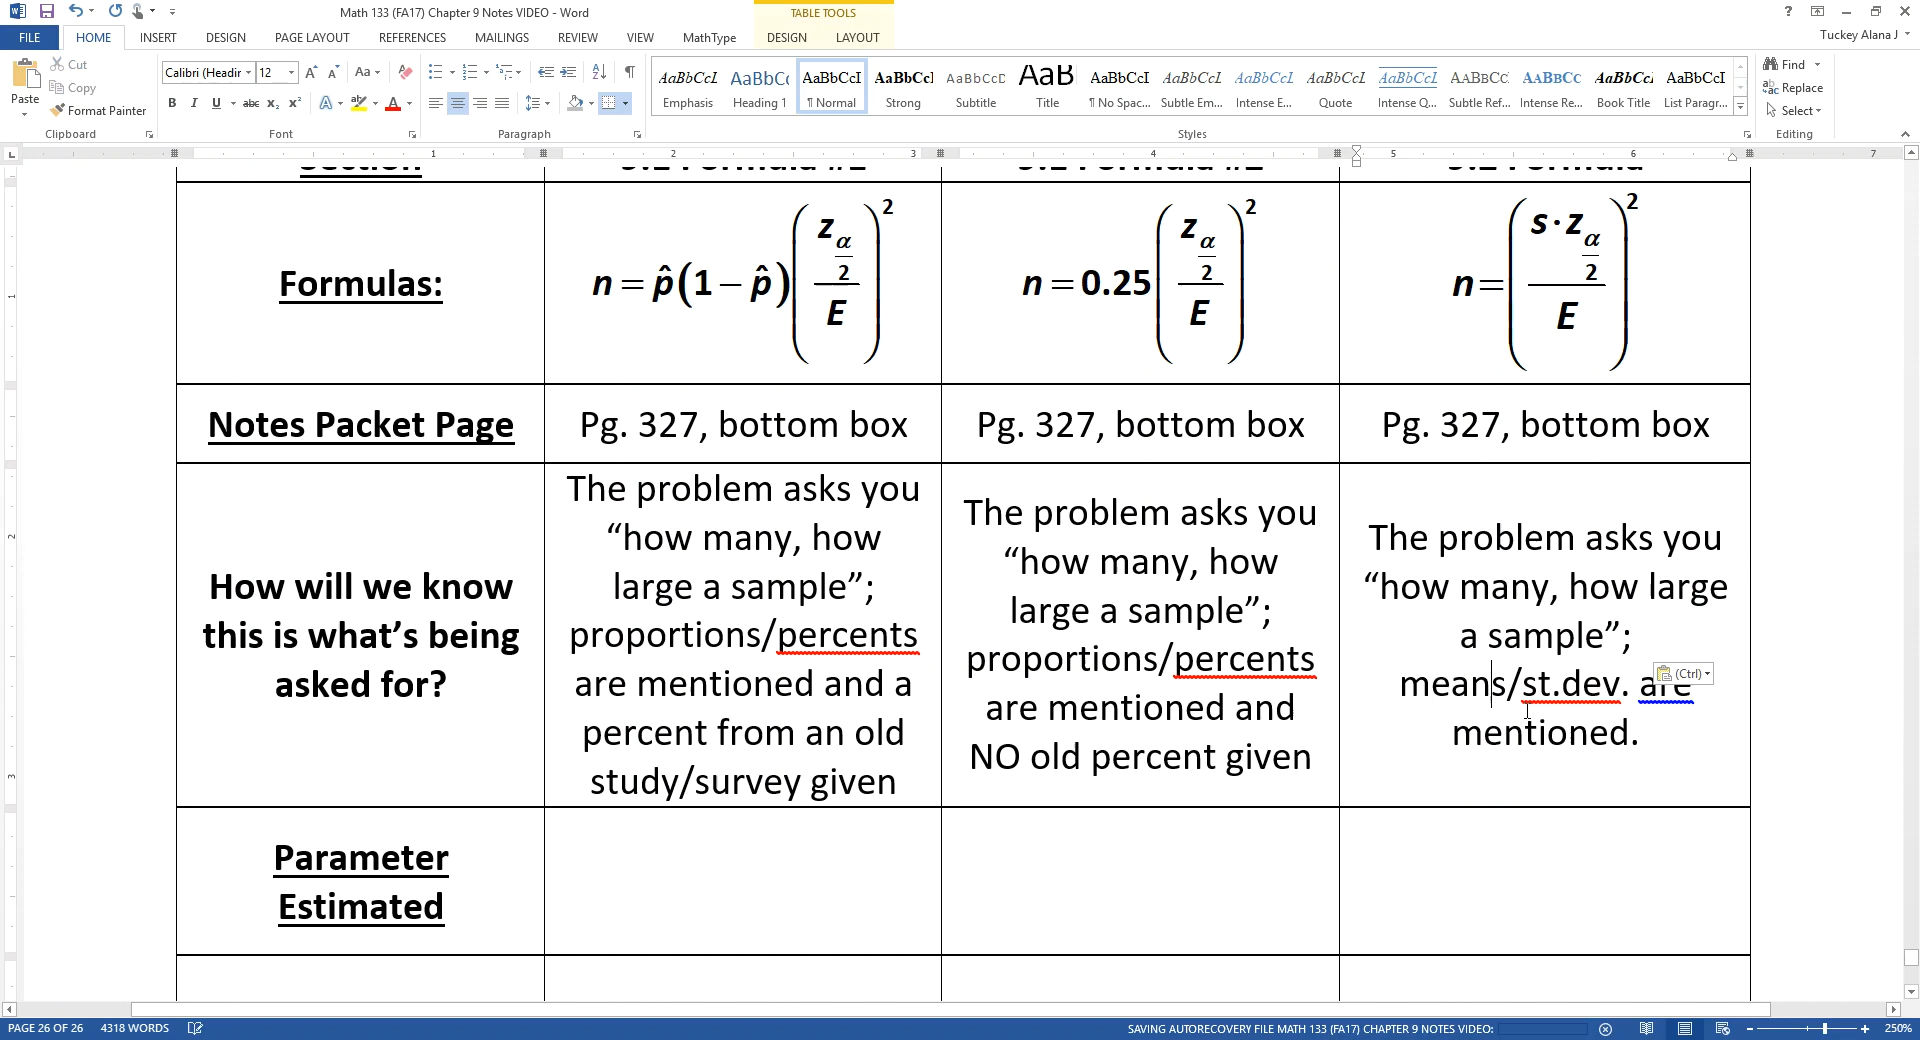 Math 133 (FA17) Chapter 9 Notes VIDEO - Word
TABLE TOOLS
FILE HOME INSERT DESIGN PAGE LAYOUT REFERENCES MAILINGS REVIEW VIEW MathType DESIGN LAYOUT Tuckey Alana J
Cut
Copy
Format Painter
Paste
Calibri (Headir 12
AaBbCcI Emphasis
AaBbCc Heading 1
AaBbCcI ¶ Normal
AaBbCcI Strong
AaBbCcD Subtitle
AaB Title
AaBbCcI ¶ No Spac...
AaBbCcI Subtle Em...
AaBbCcI Intense E...
AaBbCcI Quote
AaBbCcI Intense Q...
AABBCC Subtle Ref...
AABBCC Intense Re...
AaBbCcI Book Title
AaBbCcI List Paragr...
Find
Replace
Select
Clipboard Font Paragraph Styles Editing
1 2 3 4 5 6 7
Formulas:
n = p̂(1 − p̂)(z_{α/2}/E)²
n = 0.25(z_{α/2}/E)²
n = (s · z_{α/2}/E)²
Notes Packet Page
Pg. 327, bottom box
Pg. 327, bottom box
Pg. 327, bottom box
How will we know
this is what’s being
asked for?
The problem asks you
“how many, how
large a sample”;
proportions/percents
are mentioned and a
percent from an old
study/survey given
The problem asks you
“how many, how
large a sample”;
proportions/percents
are mentioned and
NO old percent given
The problem asks you
“how many, how large
a sample”;
means/st.dev. are
mentioned.
(Ctrl)
Parameter
Estimated
PAGE 26 OF 26 4318 WORDS SAVING AUTORECOVERY FILE MATH 133 (FA17) CHAPTER 9 NOTES VIDEO: 250%